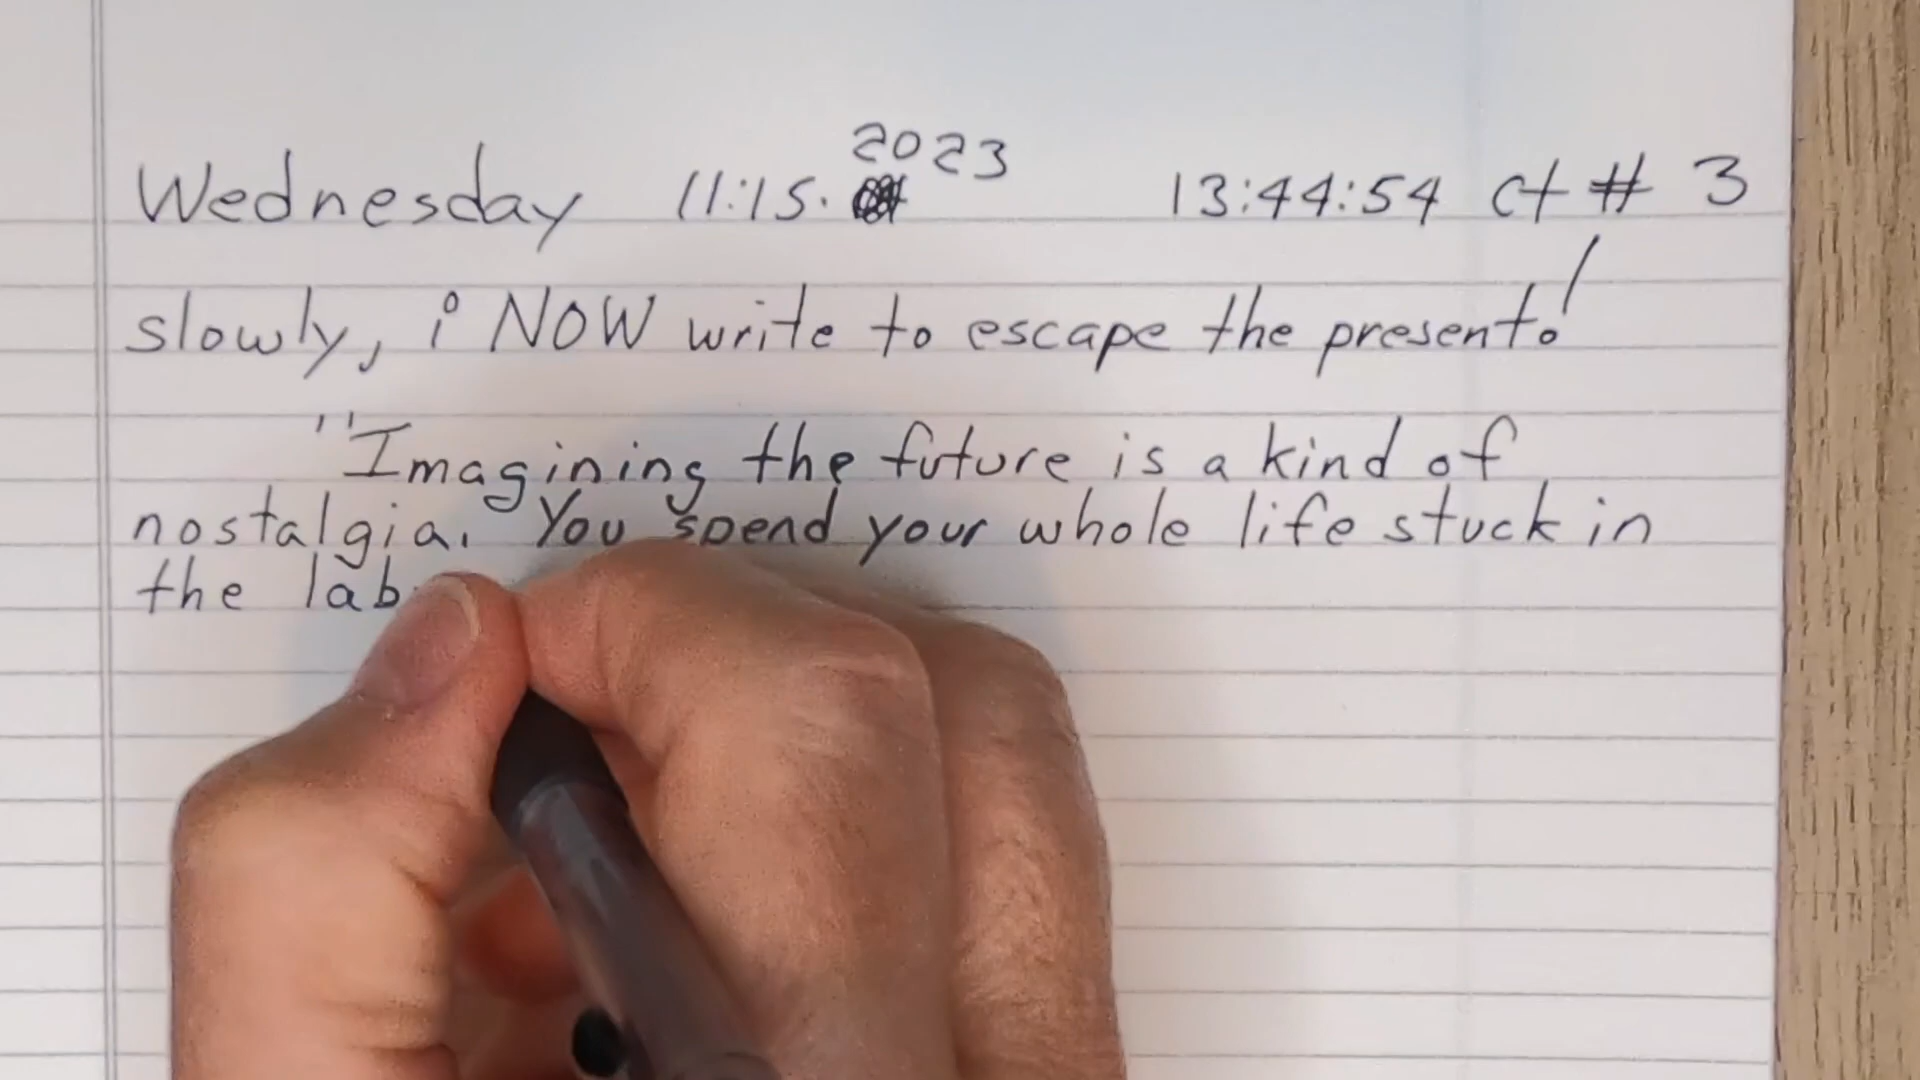 Wednesday 11:15. 2023 13:44:54 ct # 3
slowly, i NOW write to escape the present!
"Imagining the future is a kind of
nostalgia. You spend your whole life stuck in
the lab